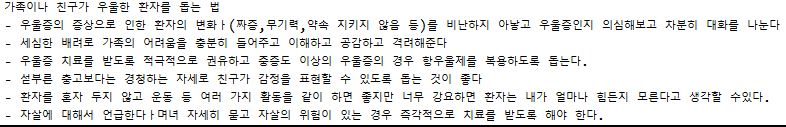 가족이나 친구가 우울한 환자를 돕는 법
- 우울증의 증상으로 인한 환자의 변화ㅏ(짜증,무기력,약속 지키지 않음 등)를 비난하지 아낳고 우울증인지 의심해보고 차분히 대화를 나눈다
- 세심한 배려로 가족의 어려움을 충분히 들어주고 이해하고 공감하고 격려해준다
- 우울증 치료를 받도록 적극적으로 권유하고 중증도 이상의 우울증의 경우 항우울제를 복용하도록 돕는다.
- 섣부른 충고보다는 경청하는 자세로 친구가 감정을 표현할 수 있도록 돕는 것이 좋다
- 환자를 혼자 두지 않고 운동 등 여러 가지 활동을 같이 하면 좋지만 너무 강요하면 환자는 내가 얼마나 힘든지 모른다고 생각할 수있다.
- 자살에 대해서 언급한다ㅏ며녀 자세히 묻고 자살의 위험이 있는 경우 즉각적으로 치료를 받도록 해야 한다.